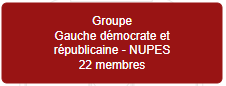 Groupe
Gauche démocrate et
républicaine - NUPES
22 membres